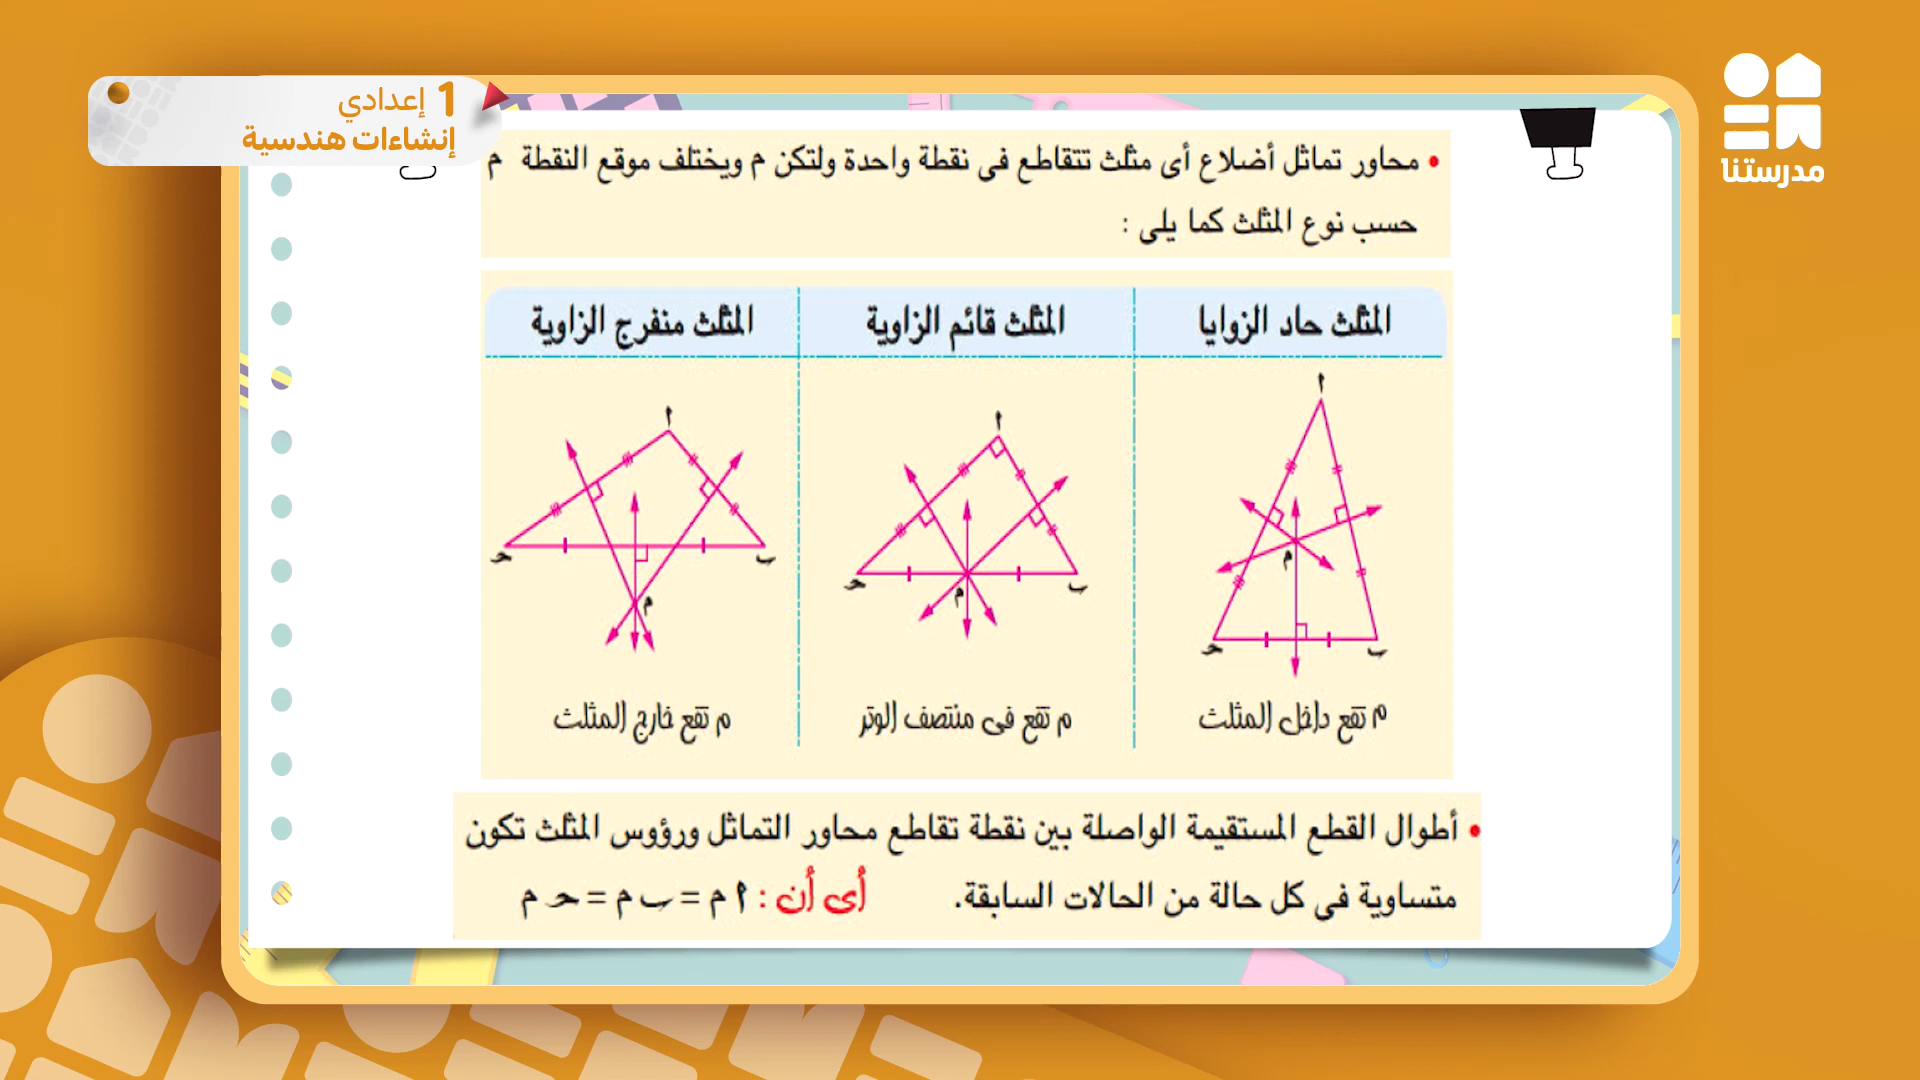 1 إعدادي
إنشاءات هندسية
مدرستنا
• محاور تماثل أضلاع أى مثلث تتقاطع فى نقطة واحدة ولتكن م ويختلف موقع النقطة م
حسب نوع المثلث كما يلى :
المثلث حاد الزوايا
المثلث قائم الزاوية
المثلث منفرج الزاوية
ا
م
ب
حـ
ا
م
ب
حـ
ا
م
ب
حـ
م تقع داخل المثلث
م تقع فى منتصف الوتر
م تقع خارج المثلث
• أطوال القطع المستقيمة الواصلة بين نقطة تقاطع محاور التماثل ورؤوس المثلث تكون
متساوية فى كل حالة من الحالات السابقة. أى أن : ا م = ب م = حـ م